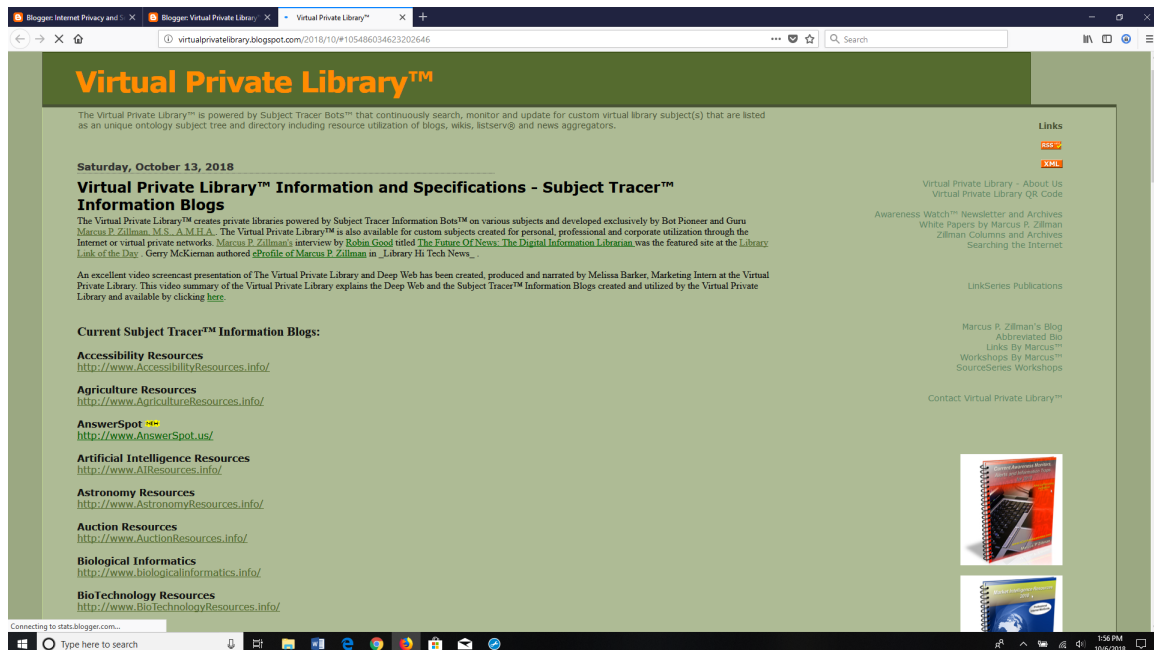 Blogger: Internet Privacy and S
Blogger: Virtual Private Library™
Virtual Private Library™
virtualprivatelibrary.blogspot.com/2018/10/#105486034623202646
Search
Virtual Private Library™
The Virtual Private Library™ is powered by Subject Tracer Bots™ that continuously search, monitor and update for custom virtual library subject(s) that are listed
as an unique ontology subject tree and directory including resource utilization of blogs, wikis, listserv® and news aggregators.
Saturday, October 13, 2018
Virtual Private Library™ Information and Specifications - Subject Tracer™
Information Blogs
The Virtual Private Library™ creates private libraries powered by Subject Tracer Information Bots™ on various subjects and developed exclusively by Bot Pioneer and Guru
Marcus P. Zillman, M.S., A.M.H.A.. The Virtual Private Library™ is also available for custom subjects created for personal, professional and corporate utilization through the
Internet or virtual private networks. Marcus P. Zillman's interview by Robin Good titled The Future Of News: The Digital Information Librarian was the featured site at the Library
Link of the Day . Gerry McKiernan authored eProfile of Marcus P. Zillman in _Library Hi Tech News_ .
An excellent video screencast presentation of The Virtual Private Library and Deep Web has been created, produced and narrated by Melissa Barker, Marketing Intern at the Virtual
Private Library. This video summary of the Virtual Private Library explains the Deep Web and the Subject Tracer™ Information Blogs created and utilized by the Virtual Private
Library and available by clicking here.
Current Subject Tracer™ Information Blogs:
Accessibility Resources
http://www.AccessibilityResources.info/
Agriculture Resources
http://www.AgricultureResources.info/
AnswerSpot NEW
http://www.AnswerSpot.us/
Artificial Intelligence Resources
http://www.AIResources.info/
Astronomy Resources
http://www.AstronomyResources.info/
Auction Resources
http://www.AuctionResources.info/
Biological Informatics
http://www.biologicalinformatics.info/
BioTechnology Resources
http://www.BioTechnologyResources.info/
Links
RSS
XML
Virtual Private Library - About Us
Virtual Private Library QR Code
Awareness Watch™ Newsletter and Archives
White Papers by Marcus P. Zillman
Zillman Columns and Archives
Searching the Internet
LinkSeries Publications
Marcus P. Zillman's Blog
Abbreviated Bio
Links By Marcus™
Workshops By Marcus™
SourceSeries Workshops
Contact Virtual Private Library™
Connecting to stats.blogger.com...
Type here to search
1:56 PM
10/6/2018